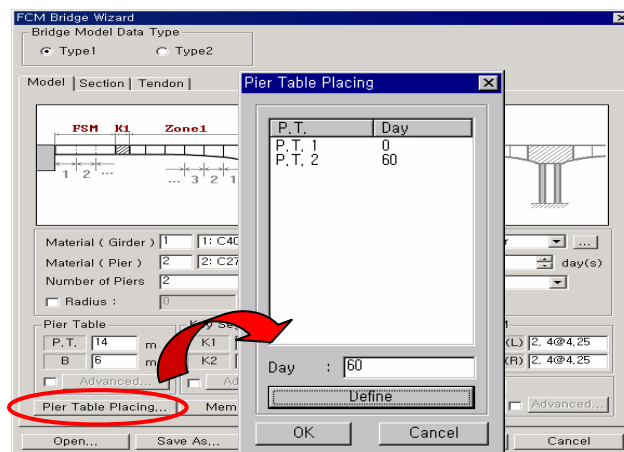 FCM Bridge Wizard
Bridge Model Data Type
Type1 Type2
Model Section Tendon
FSM K1 Zone1
1 2 ... ... 3 2 1
Material ( Girder ) 1 1: C40
Material ( Pier ) 2 2: C27
day(s)
Number of Piers 2
Radius : 0
Pier Table
P.T. 14 m
K1
(L) 2, 4@4,25
B 6 m
K2
(R) 2, 4@4,25
Advanced...
Ad
Advanced...
Pier Table Placing...
Mem
Open... Save As... Cancel
Pier Table Placing
P.T. Day
P.T. 1 0
P.T. 2 60
Day : 60
Define
OK Cancel